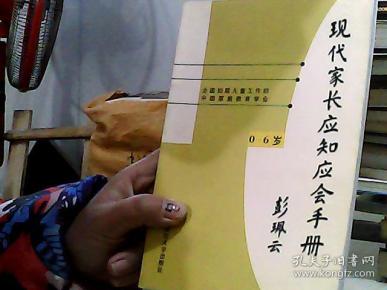 现代家长应知应会手册
彭珮云
全国妇联儿童工作部
中国家庭教育学会
0 6岁
孔夫子旧书网